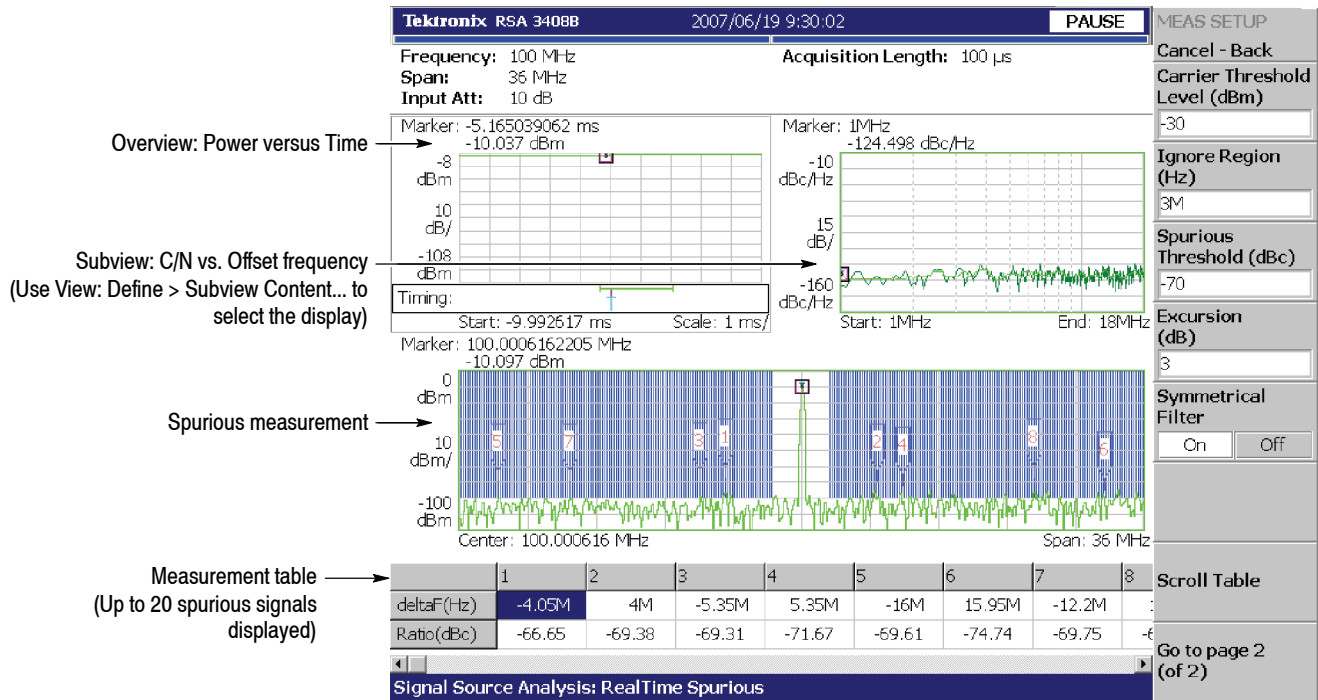 Tektronix RSA 3408B 2007/06/19 9:30:02 PAUSE
Frequency: 100 MHz Acquisition Length: 100 µs
Span: 36 MHz
Input Att: 10 dB
Overview: Power versus Time
Marker: -5.165039062 ms
-10.037 dBm
-8
dBm
10
dB/
-108
dBm
Timing:
Start: -9.992617 ms Scale: 1 ms/
Subview: C/N vs. Offset frequency
(Use View: Define > Subview Content... to
select the display)
Marker: 1MHz
-124.498 dBc/Hz
-10
dBc/Hz
15
dB/
-160
dBc/Hz
Start: 1MHz End: 18MHz
Spurious measurement
Marker: 100.0006162205 MHz
-10.097 dBm
0
dBm
10
dBm/
-100
dBm
5 7 3 1 2 4 8 6
Center: 100.000616 MHz Span: 36 MHz
Measurement table
(Up to 20 spurious signals
displayed)
1 2 3 4 5 6 7 8
deltaF(Hz) -4.05M 4M -5.35M 5.35M -16M 15.95M -12.2M
Ratio(dBc) -66.65 -69.38 -69.31 -71.67 -69.61 -74.74 -69.75
Signal Source Analysis: RealTime Spurious
MEAS SETUP
Cancel - Back
Carrier Threshold
Level (dBm)
-30
Ignore Region
(Hz)
3M
Spurious
Threshold (dBc)
-70
Excursion
(dB)
3
Symmetrical
Filter
On Off
Scroll Table
Go to page 2
(of 2)